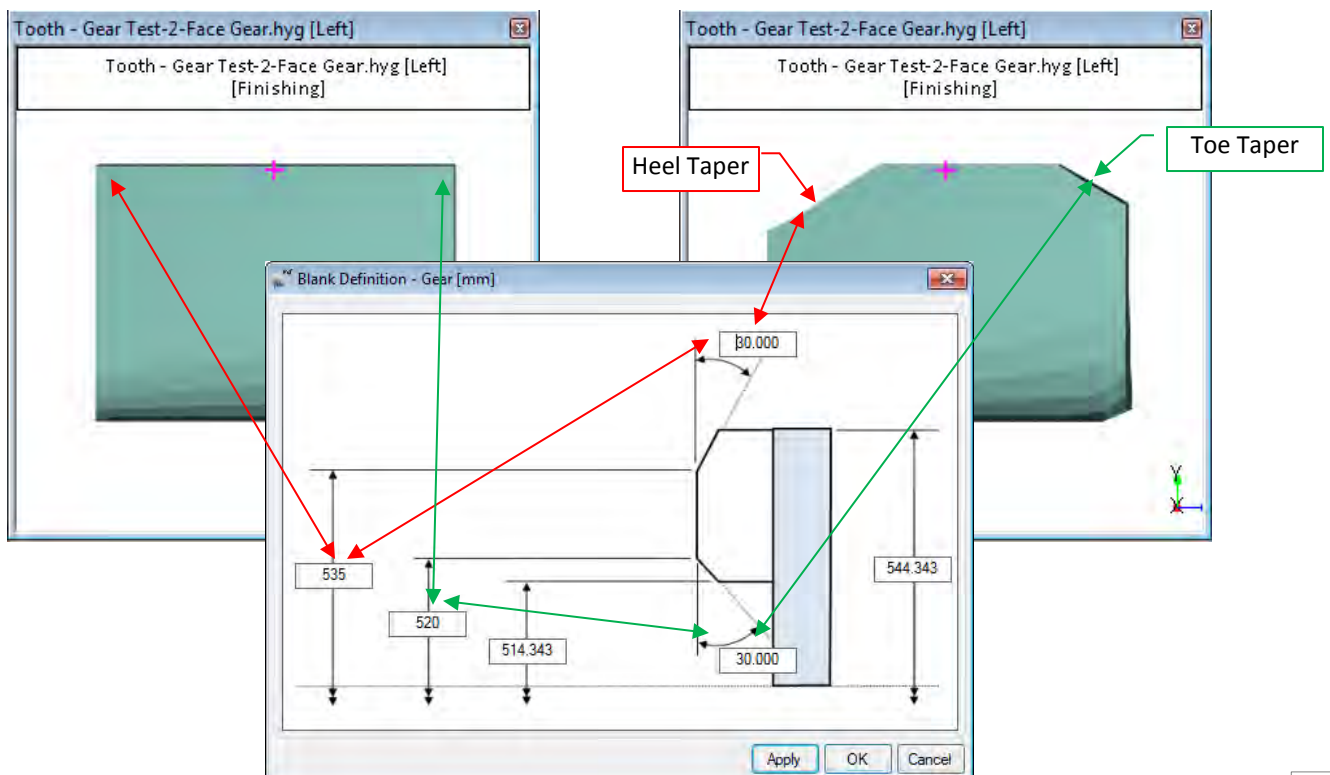 Tooth - Gear Test-2-Face Gear.hyg [Left]
Tooth - Gear Test-2-Face Gear.hyg [Left]
[Finishing]
Tooth - Gear Test-2-Face Gear.hyg [Left]
Tooth - Gear Test-2-Face Gear.hyg [Left]
[Finishing]
Heel Taper
Toe Taper
Y
X
Blank Definition - Gear [mm]
30.000
535
520
514.343
544.343
30.000
Apply
OK
Cancel